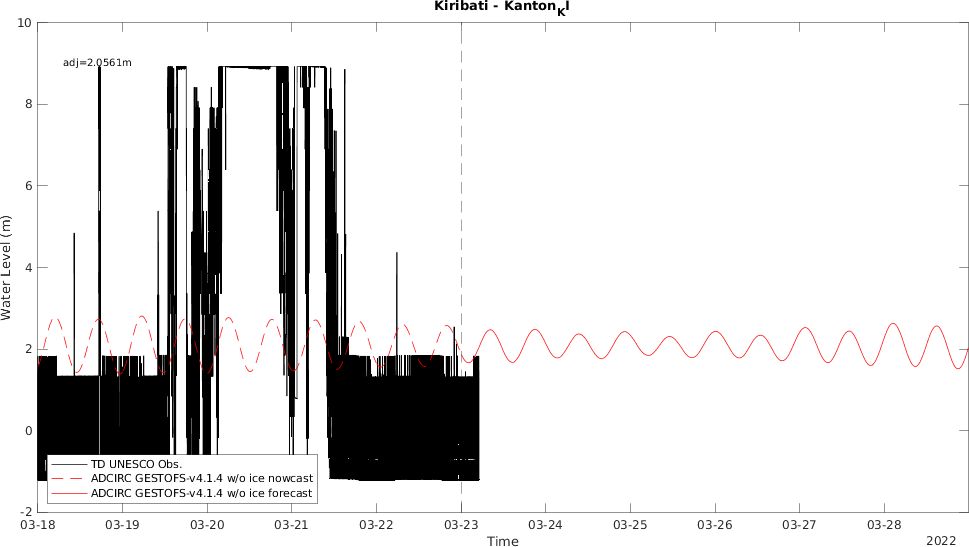 Kiribati - Kanton_KI
10
8
6
4
2
0
-2
Water Level (m)
adj=2.0561m
TD UNESCO Obs.
ADCIRC GESTOFS-v4.1.4 w/o ice nowcast
ADCIRC GESTOFS-v4.1.4 w/o ice forecast
03-18 03-19 03-20 03-21 03-22 03-23 03-24 03-25 03-26 03-27 03-28
Time
2022